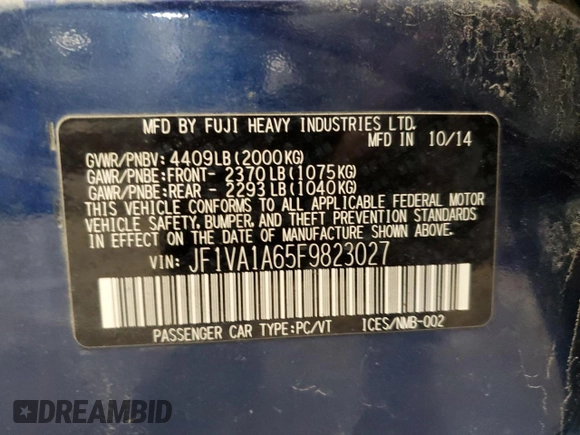 MFD BY FUJI HEAVY INDUSTRIES LTD.
MADE IN JAPAN 10/14
GVWR/PNBV: 4409LB(2000KG)
GAWR/PNBE:FRONT- 2370LB(1075KG)
GAWR/PNBE:REAR - 2293LB(1040KG)
THIS VEHICLE CONFORMS TO ALL APPLICABLE FEDERAL MOTOR
VEHICLE SAFETY, BUMPER, AND THEFT PREVENTION STANDARDS
IN EFFECT ON THE DATE OF MANUFACTURE SHOWN ABOVE.
VIN: JF1VA1A65F9823027
PASSENGER CAR TYPE:PC/VT ICES/NMB-002
DREAMBID